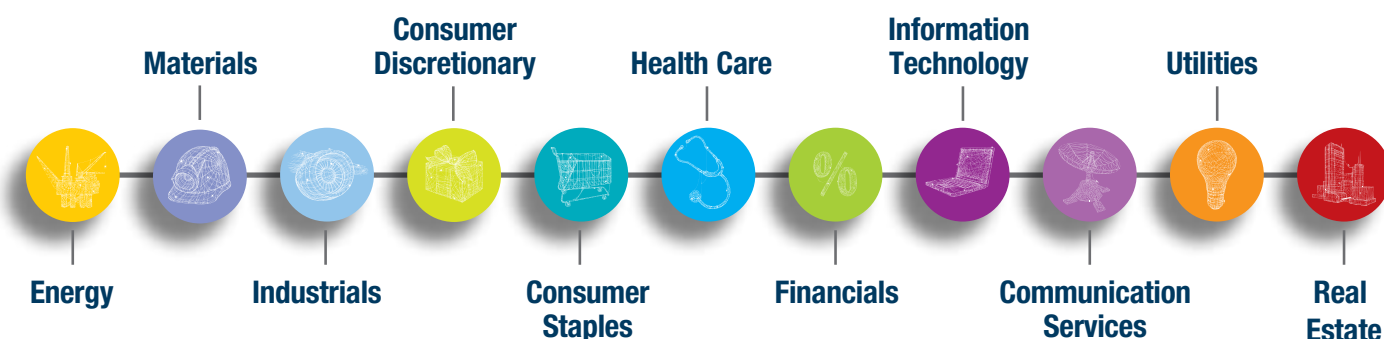 Energy
Materials
Industrials
Consumer
Discretionary
Consumer
Staples
Health Care
Financials
Information
Technology
Communication
Services
Utilities
Real
Estate